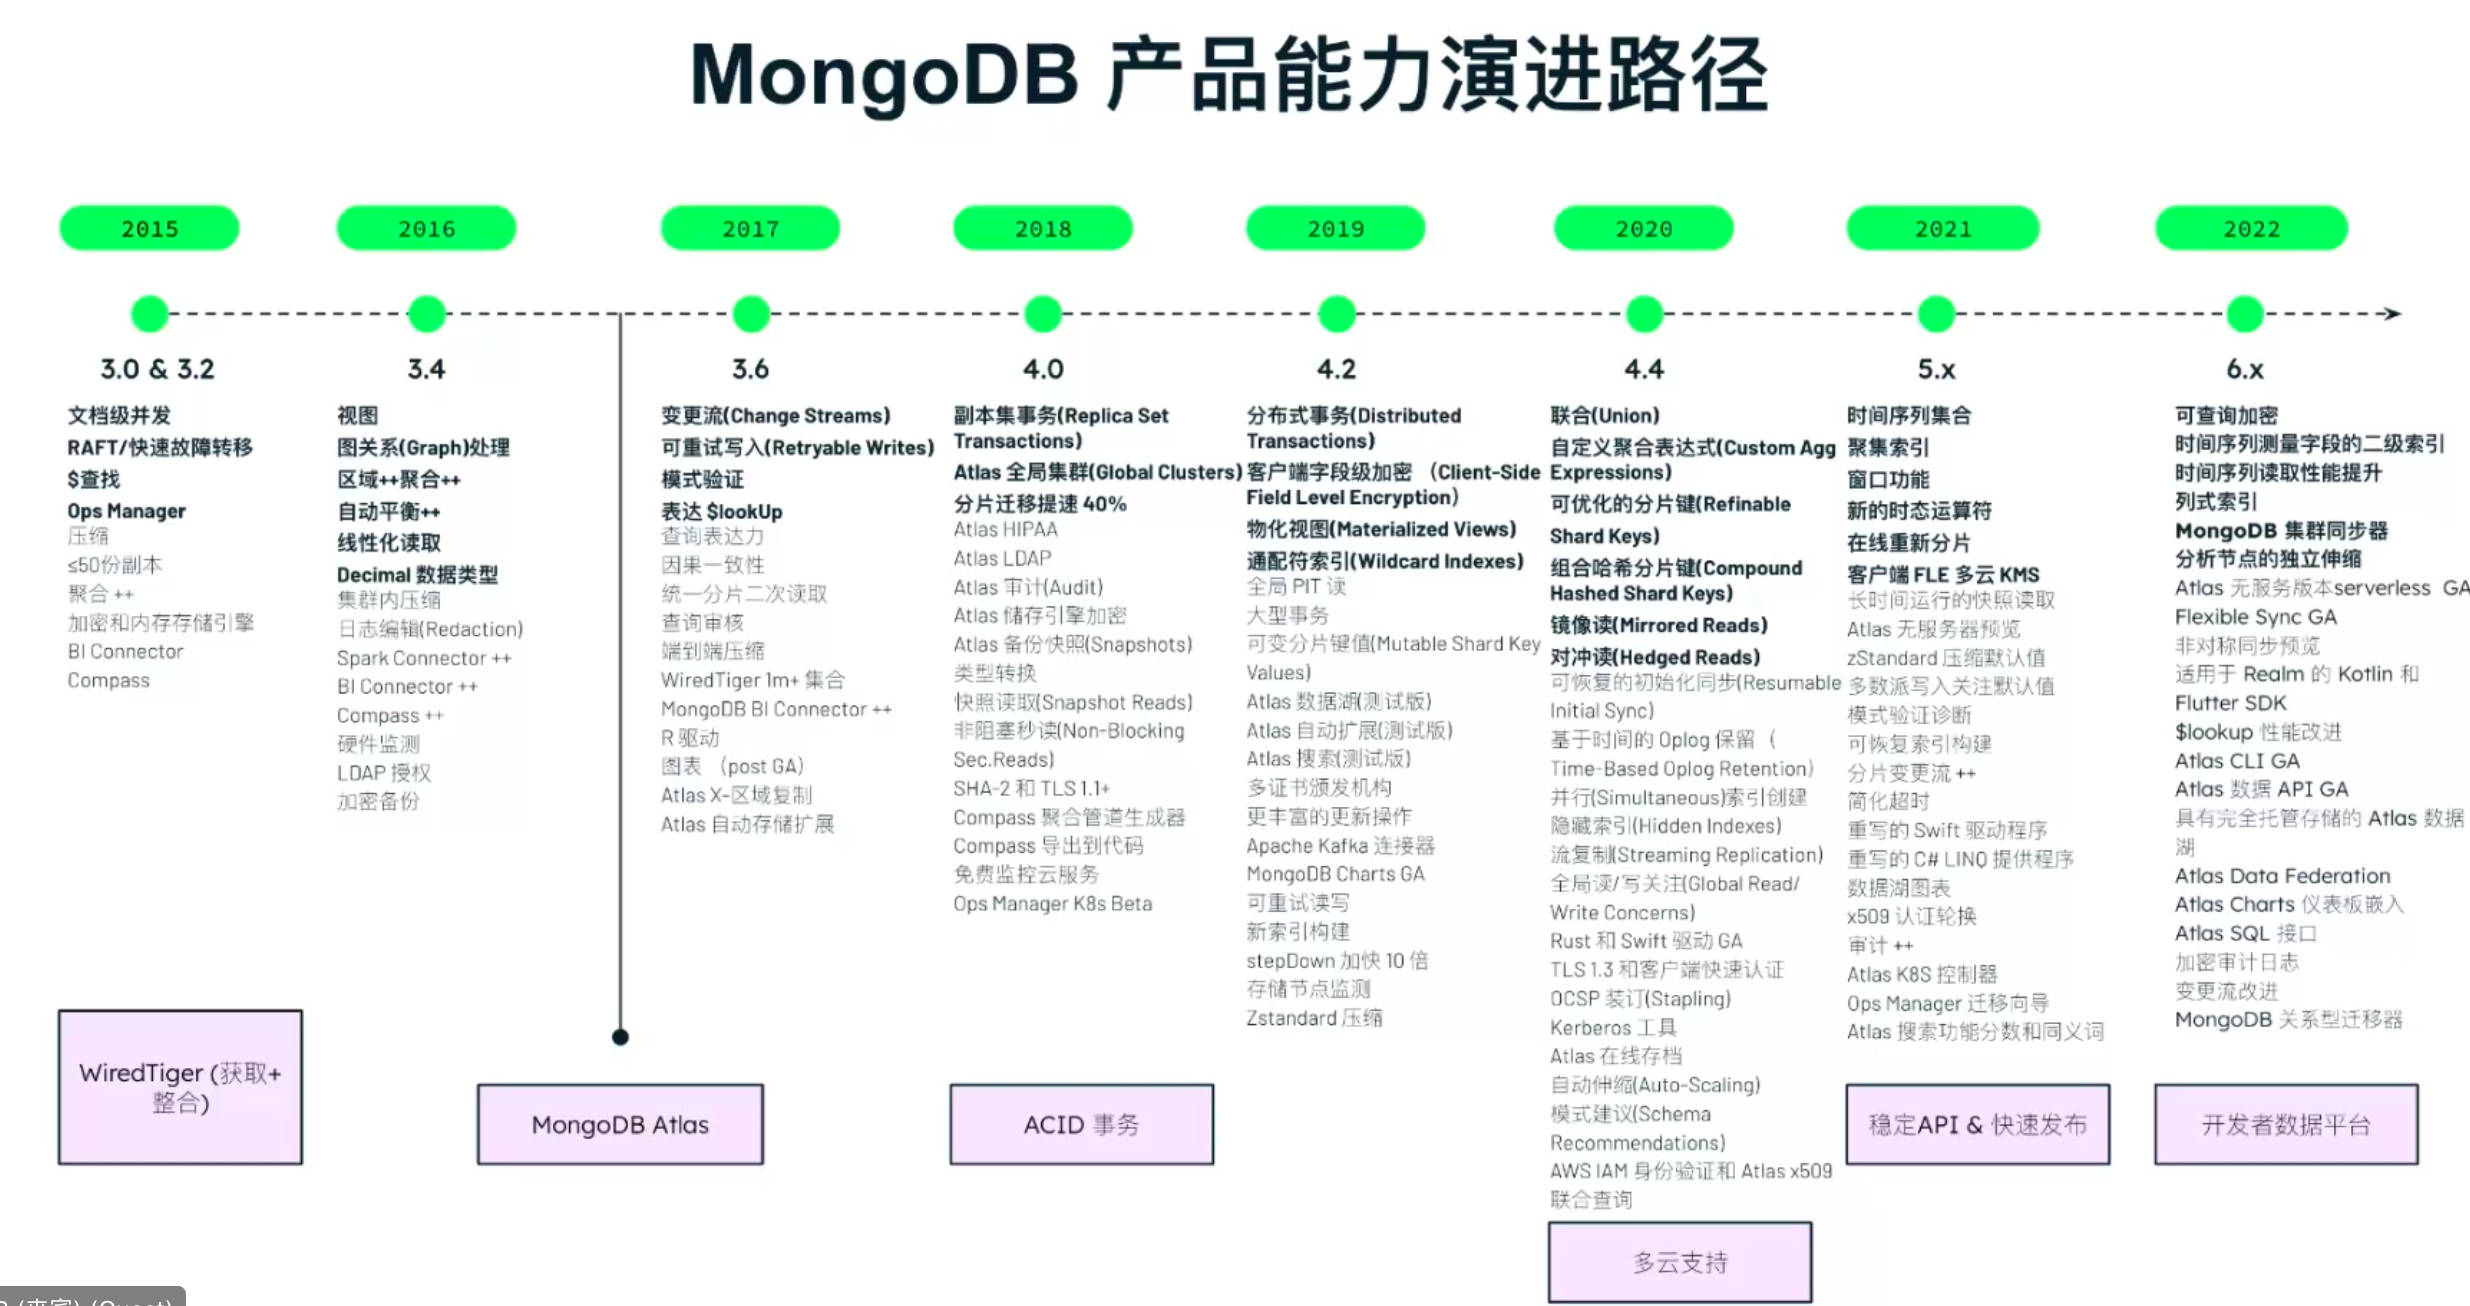 MongoDB 产品能力演进路径
2015
2016
2017
2018
2019
2020
2021
2022
3.0 & 3.2
文档级并发
RAFT/快速故障转移
$查找
Ops Manager
压缩
≤50份副本
聚合 ++
加密和内存存储引擎
BI Connector
Compass
WiredTiger (获取+
整合)
3.4
视图
图关系(Graph)处理
区域++聚合++
自动平衡++
线性化读取
Decimal 数据类型
集群内压缩
日志编辑(Redaction)
Spark Connector ++
BI Connector ++
Compass ++
硬件监测
LDAP 授权
加密备份
MongoDB Atlas
3.6
变更流(Change Streams)
可重试写入(Retryable Writes)
模式验证
表达 $lookUp
查询表达力
因果一致性
统一分片二次读取
查询审核
端到端压缩
WiredTiger 1m+ 集合
MongoDB BI Connector ++
R 驱动
图表 （post GA）
Atlas X-区域复制
Atlas 自动存储扩展
4.0
副本集事务(Replica Set
Transactions)
Atlas 全局集群(Global Clusters)
分片迁移提速 40%
Atlas HIPAA
Atlas LDAP
Atlas 审计(Audit)
Atlas 储存引擎加密
Atlas 备份快照(Snapshots)
类型转换
快照读取(Snapshot Reads)
非阻塞秒读(Non-Blocking
Sec.Reads)
SHA-2 和 TLS 1.1+
Compass 聚合管道生成器
Compass 导出到代码
免费监控云服务
Ops Manager K8s Beta
ACID 事务
4.2
分布式事务(Distributed
Transactions)
客户端字段级加密 （Client-Side
Field Level Encryption）
物化视图(Materialized Views)
通配符索引(Wildcard Indexes)
全局 PIT 读
大型事务
可变分片键值(Mutable Shard Key
Values)
Atlas 数据湖(测试版)
Atlas 自动扩展(测试版)
Atlas 搜索(测试版)
多证书颁发机构
更丰富的更新操作
Apache Kafka 连接器
MongoDB Charts GA
可重试读写
新索引构建
stepDown 加快 10 倍
存储节点监测
Zstandard 压缩
4.4
联合(Union)
自定义聚合表达式(Custom Agg
Expressions)
可优化的分片键(Refinable
Shard Keys)
组合哈希分片键(Compound
Hashed Shard Keys)
镜像读(Mirrored Reads)
对冲读(Hedged Reads)
可恢复的初始化同步(Resumable
Initial Sync)
基于时间的 Oplog 保留（
Time-Based Oplog Retention）
并行(Simultaneous)索引创建
隐藏索引(Hidden Indexes)
流复制(Streaming Replication)
全局读/写关注(Global Read/
Write Concerns)
Rust 和 Swift 驱动 GA
TLS 1.3 和客户端快速认证
OCSP 装订(Stapling)
Kerberos 工具
Atlas 在线存档
自动伸缩(Auto-Scaling)
模式建议(Schema
Recommendations)
AWS IAM 身份验证和 Atlas x509
联合查询
多云支持
5.x
时间序列集合
聚集索引
窗口功能
新的时态运算符
在线重新分片
客户端 FLE 多云 KMS
长时间运行的快照读取
Atlas 无服务器预览
zStandard 压缩默认值
多数派写入关注默认值
模式验证诊断
可恢复索引构建
分片变更流 ++
简化超时
重写的 Swift 驱动程序
重写的 C# LINQ 提供程序
数据湖图表
x509 认证轮换
审计 ++
Atlas K8S 控制器
Ops Manager 迁移向导
Atlas 搜索功能分数和同义词
稳定API & 快速发布
6.x
可查询加密
时间序列测量字段的二级索引
时间序列读取性能提升
列式索引
MongoDB 集群同步器
分析节点的独立伸缩
Atlas 无服务版本serverless GA
Flexible Sync GA
非对称同步预览
适用于 Realm 的 Kotlin 和
Flutter SDK
$lookup 性能改进
Atlas CLI GA
Atlas 数据 API GA
具有完全托管存储的 Atlas 数据
湖
Atlas Data Federation
Atlas Charts 仪表板嵌入
Atlas SQL 接口
加密审计日志
变更流改进
MongoDB 关系型迁移器
开发者数据平台